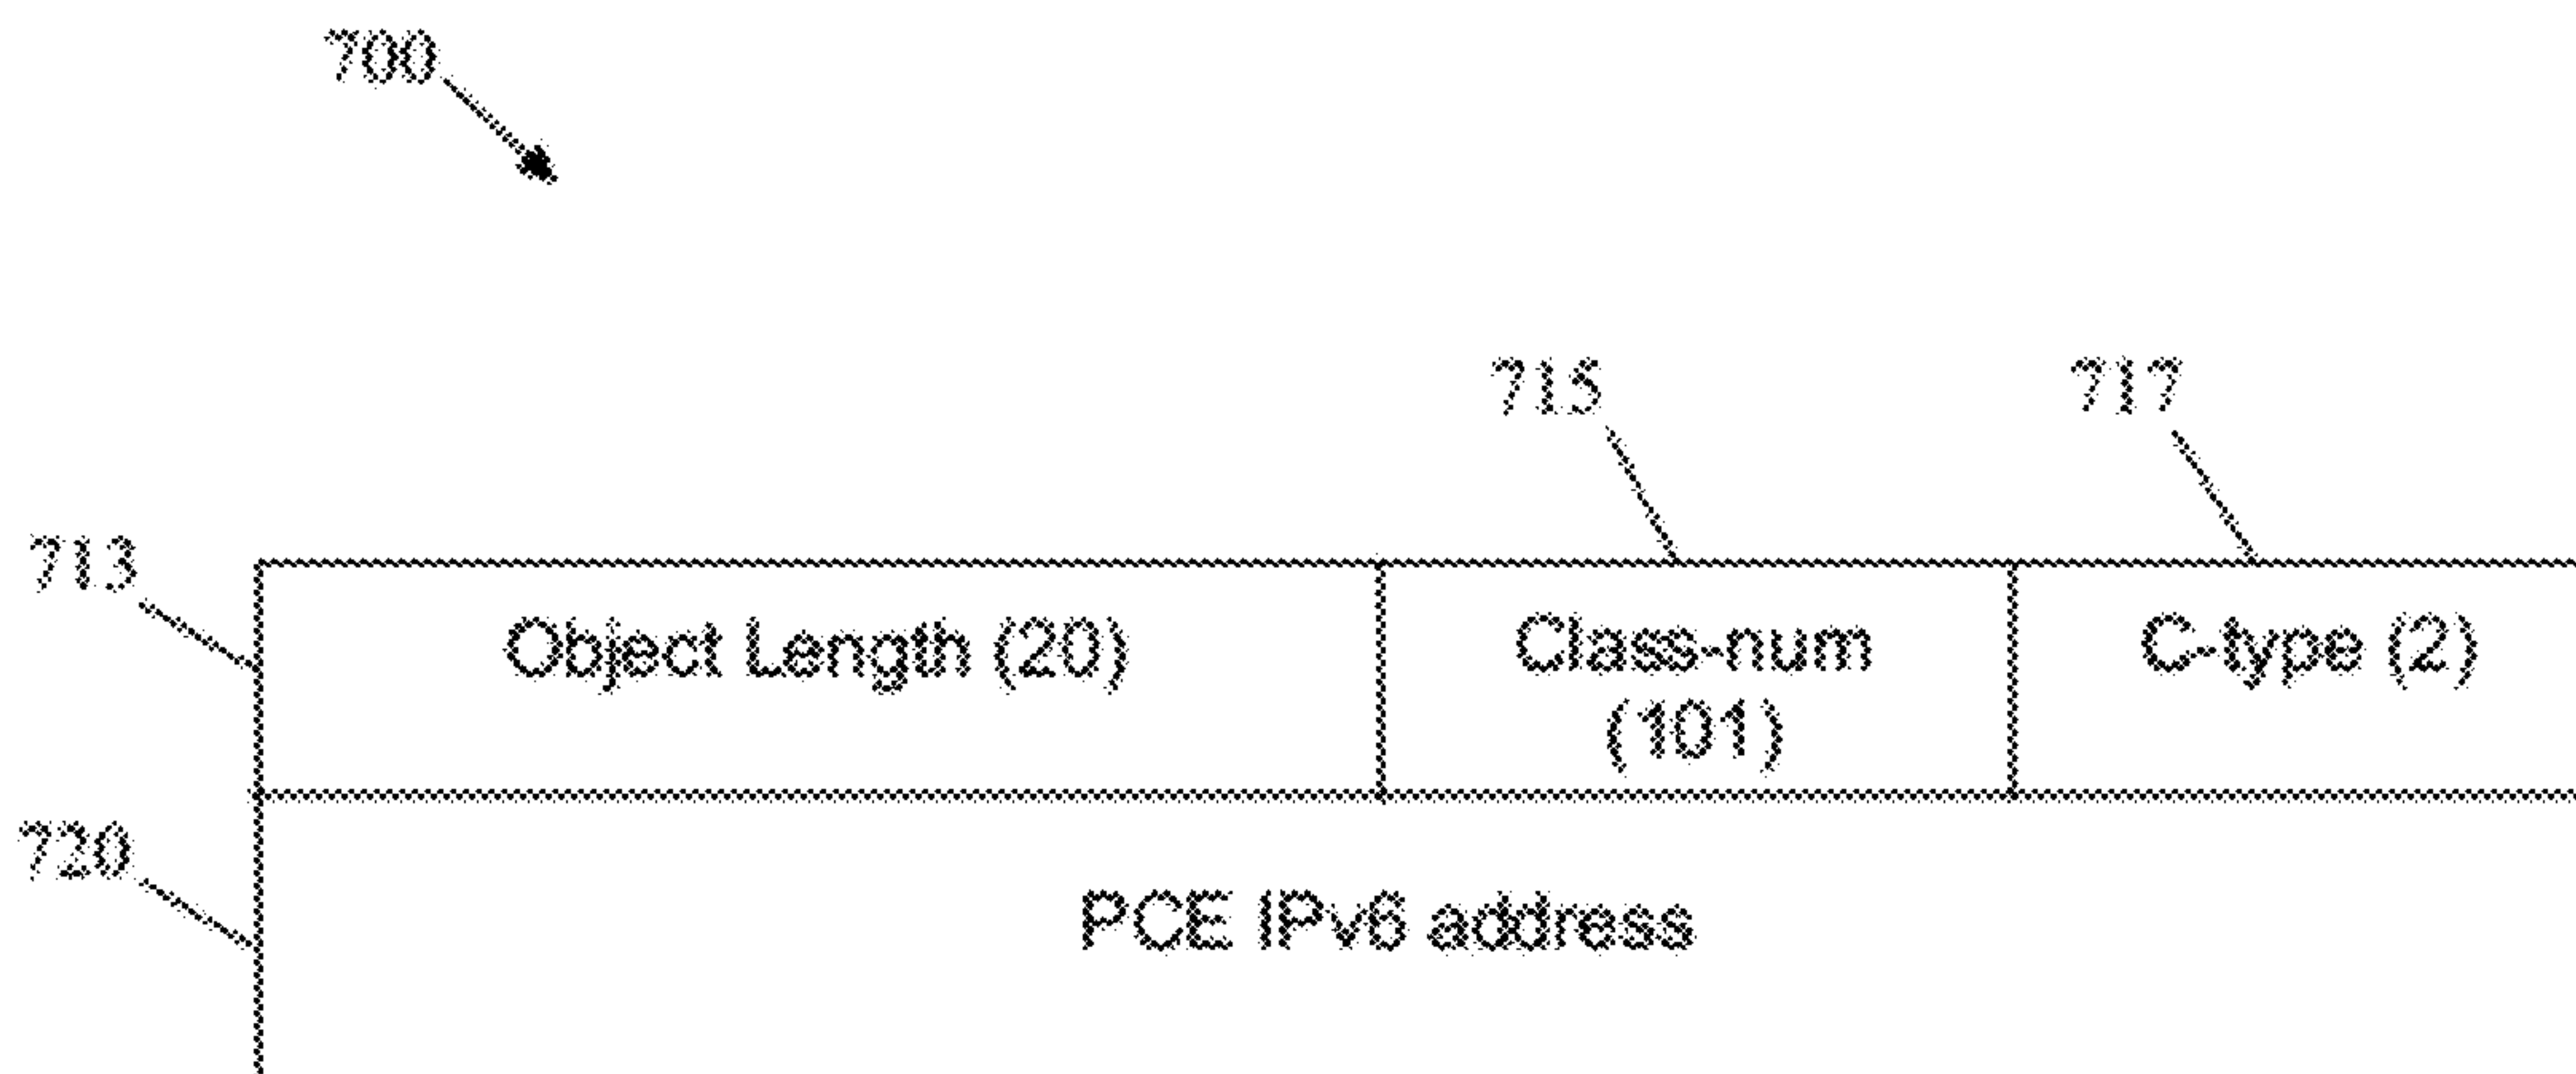 700
715
717
713
Object Length (20)
Class-num
(101)
C-type (2)
720
PCE IPv6 address